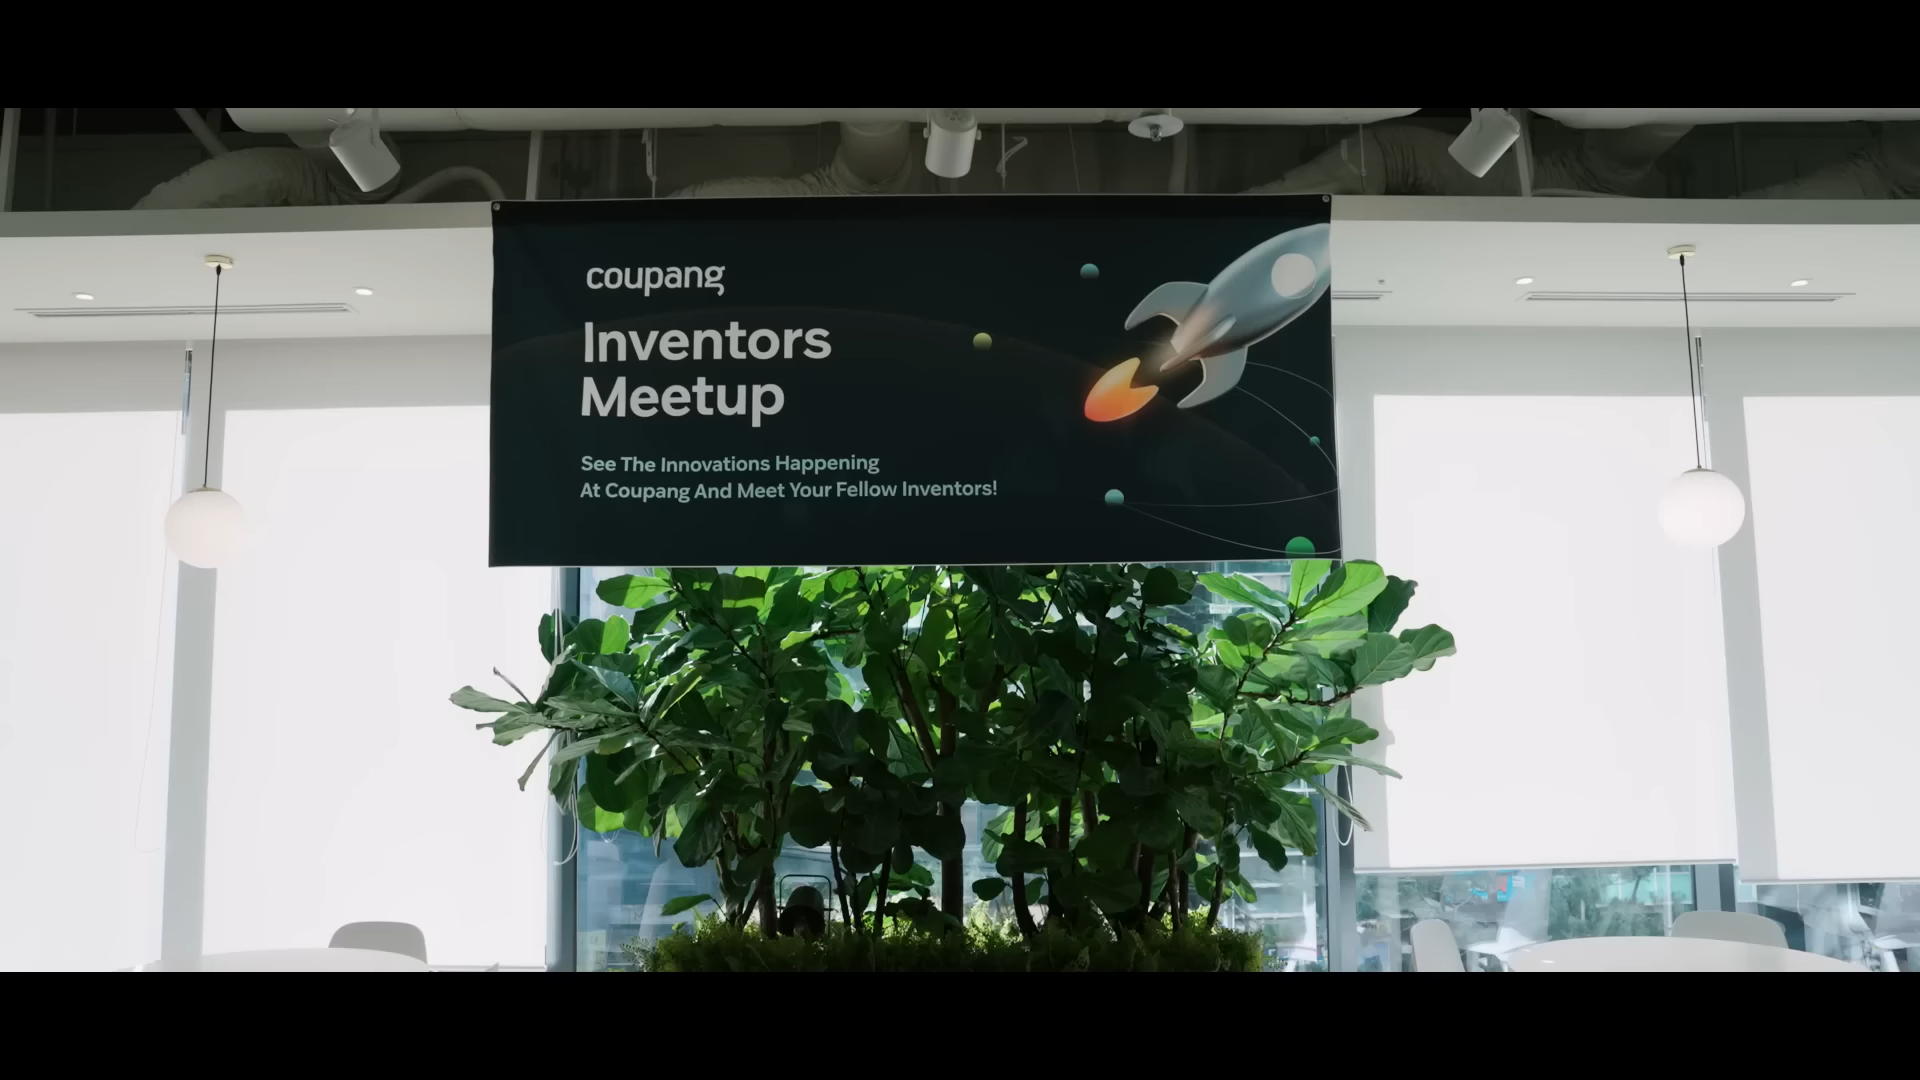 coupang
Inventors
Meetup
See The Innovations Happening
At Coupang And Meet Your Fellow Inventors!